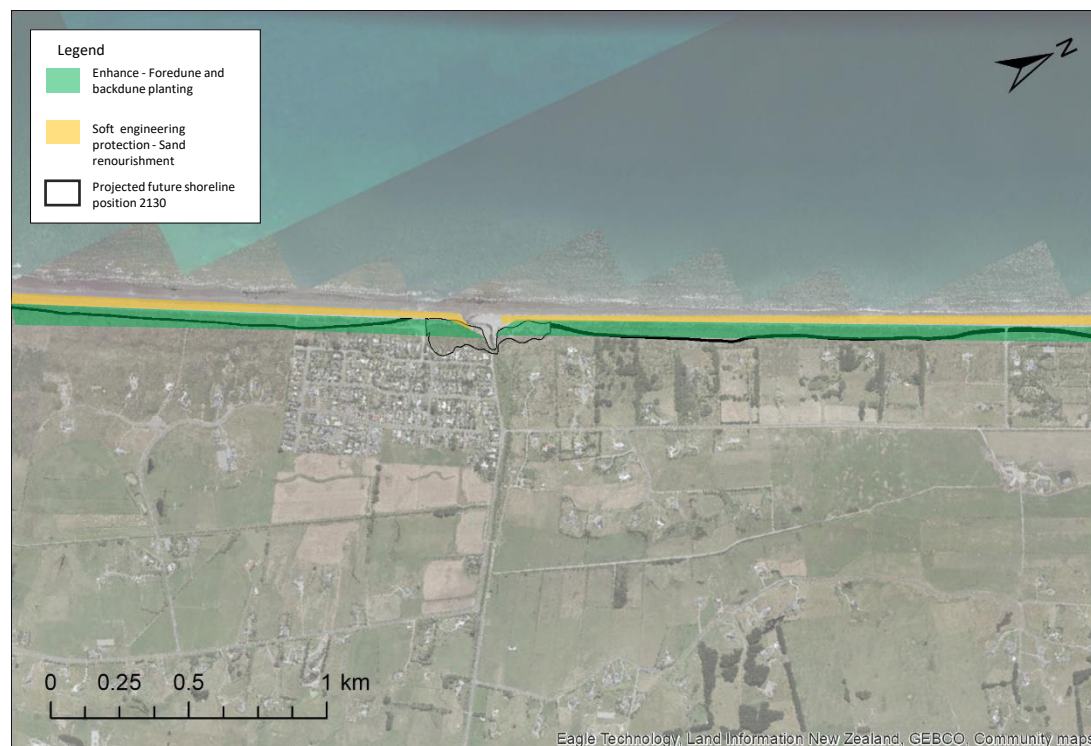 Legend
Enhance - Foredune and
backdune planting
Soft engineering
protection - Sand
renourishment
Projected future shoreline
position 2130
N
0 0.25 0.5 1 km
Eagle Technology, Land Information New Zealand, GEBCO, Community maps